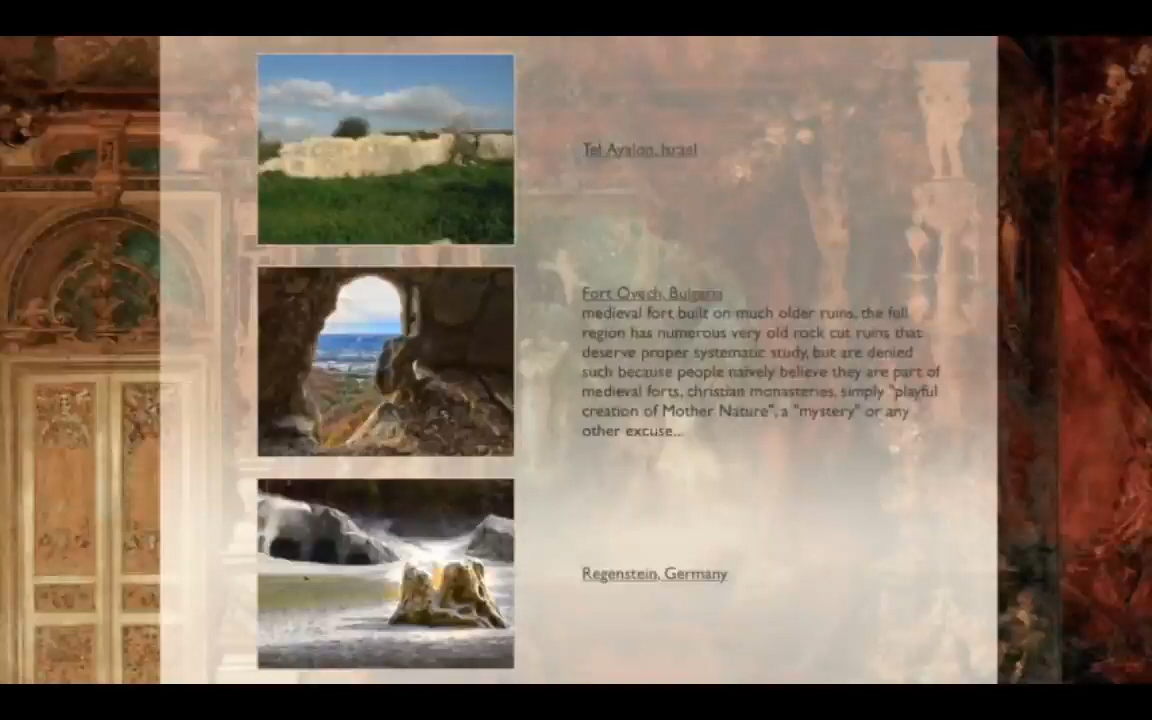 Tel Ayalon, Israel
Fort Ovech, Bulgaria
medieval fort built on much older ruins, the full
region has numerous very old rock cut ruins that
deserve proper systematic study, but are denied
such because people naively believe they are part of
medieval forts, christian monasteries, simply "playful
creation of Mother Nature", a "mystery" or any
other excuse...
Regenstein, Germany